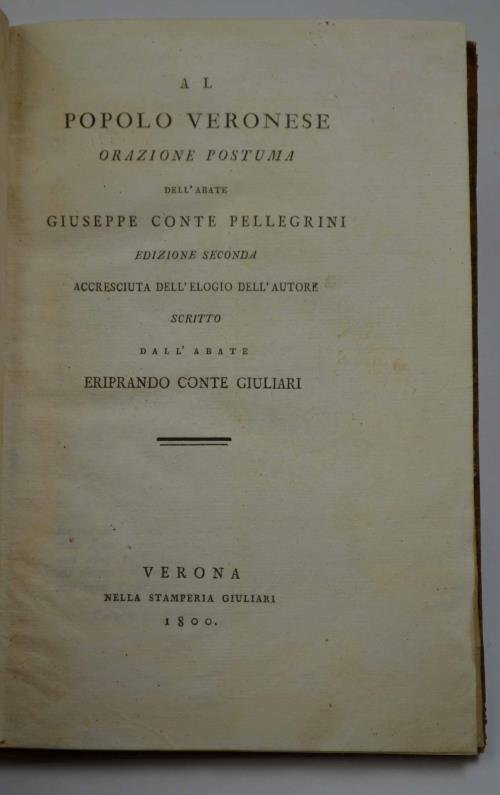 AL
POPOLO VERONESE
ORAZIONE POSTUMA
DELL' ABATE
GIUSEPPE CONTE PELLEGRINI
EDIZIONE SECONDA
ACCRESCIUTA DELL' ELOGIO DELL' AUTORE
SCRITTO
DALL' ABATE
ERIPRANDO CONTE GIULIARI
VERONA
NELLA STAMPERIA GIULIARI
1800.